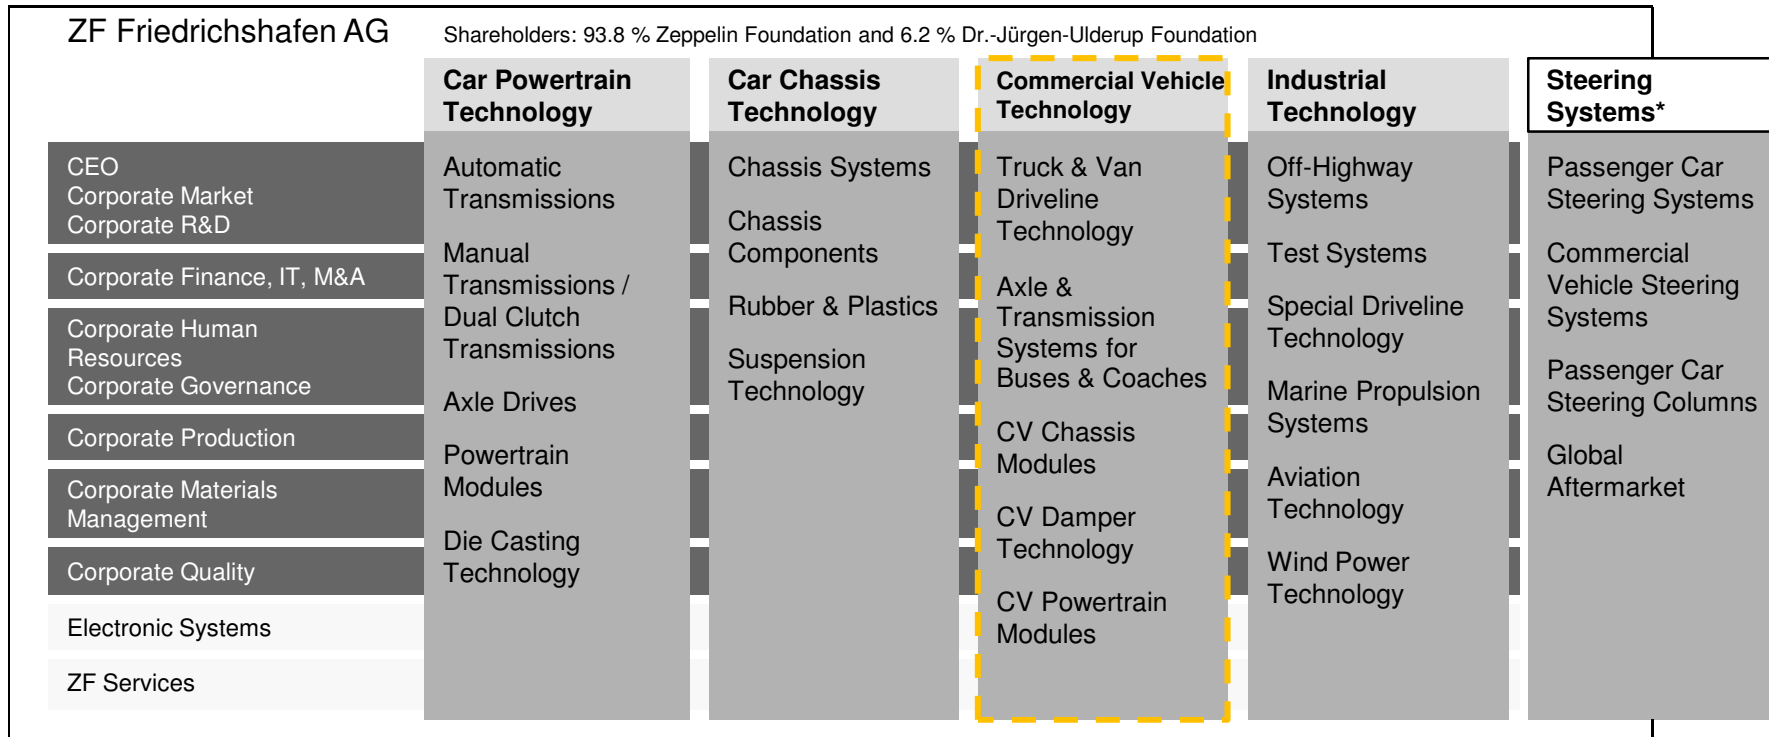 ZF Friedrichshafen AG
Shareholders: 93.8 % Zeppelin Foundation and 6.2 % Dr.-Jürgen-Ulderup Foundation
CEO
Corporate Market
Corporate R&D
Corporate Finance, IT, M&A
Corporate Human
Resources
Corporate Governance
Corporate Production
Corporate Materials
Management
Corporate Quality
Electronic Systems
ZF Services
Car Powertrain
Technology
Automatic
Transmissions
Manual
Transmissions /
Dual Clutch
Transmissions
Axle Drives
Powertrain
Modules
Die Casting
Technology
Car Chassis
Technology
Chassis Systems
Chassis
Components
Rubber & Plastics
Suspension
Technology
Commercial Vehicle
Technology
Truck & Van
Driveline
Technology
Axle &
Transmission
Systems for
Buses & Coaches
CV Chassis
Modules
CV Damper
Technology
CV Powertrain
Modules
Industrial
Technology
Off-Highway
Systems
Test Systems
Special Driveline
Technology
Marine Propulsion
Systems
Aviation
Technology
Wind Power
Technology
Steering
Systems*
Passenger Car
Steering Systems
Commercial
Vehicle Steering
Systems
Passenger Car
Steering Columns
Global
Aftermarket